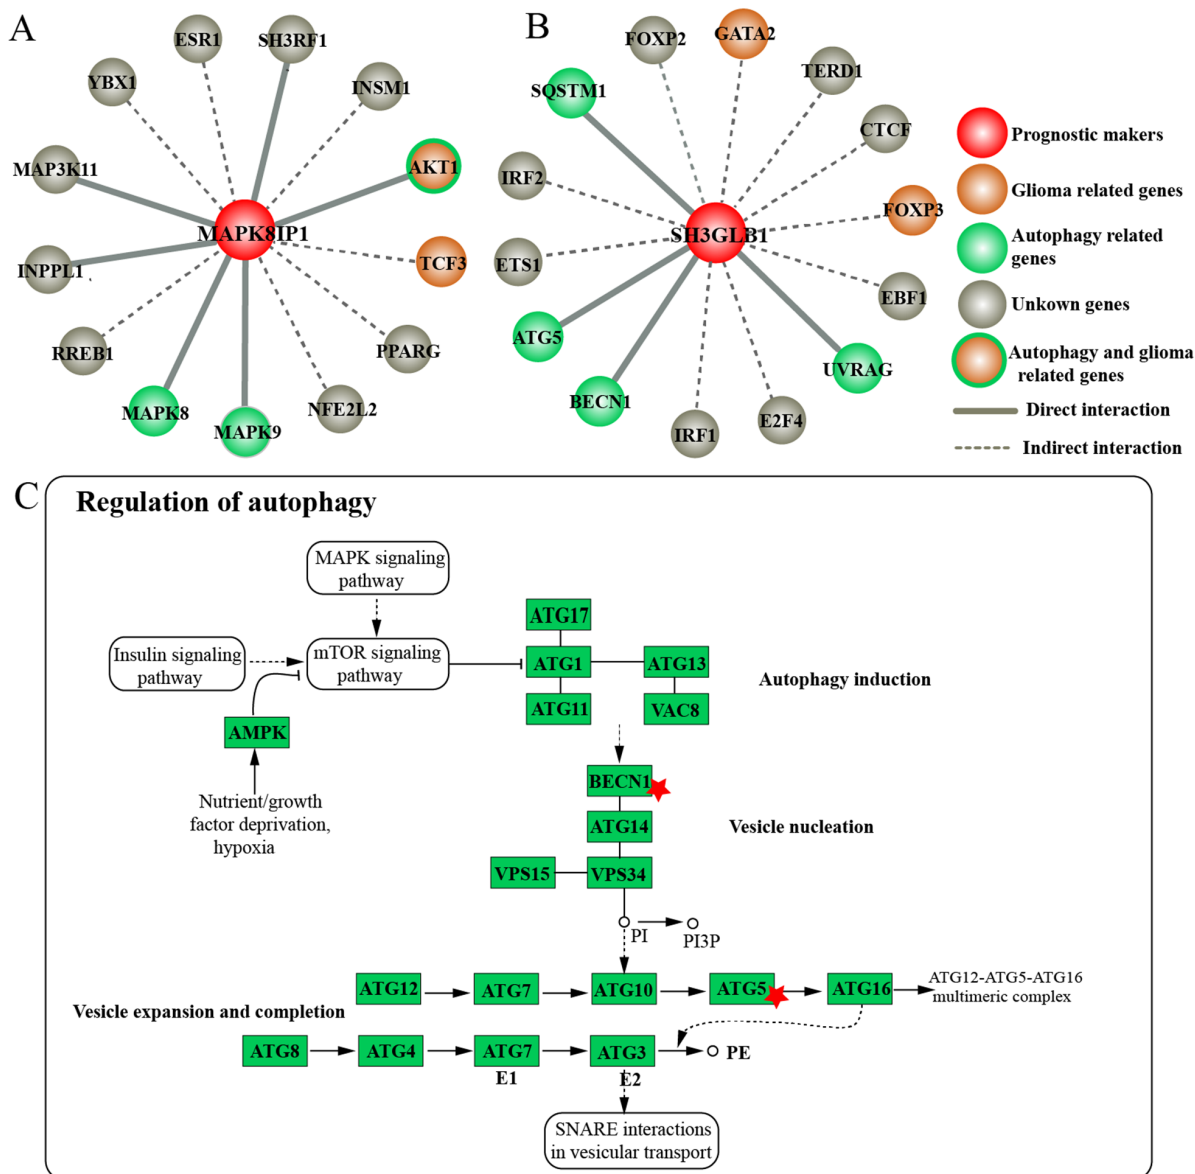 A
ESR1
SH3RF1
YBX1
INSM1
MAP3K11
AKT1
MAPK8IP1
INPPL1
TCF3
RREB1
PPARG
MAPK8
NFE2L2
MAPK9
B
FOXP2
GATA2
SQSTM1
TERD1
CTCF
IRF2
FOXP3
SH3GLB1
ETS1
EBF1
ATG5
UVRAG
BECN1
IRF1
E2F4
Prognostic makers
Glioma related genes
Autophagy related
genes
Unkown genes
Autophagy and glioma
related genes
Direct interaction
Indirect interaction
C
Regulation of autophagy
MAPK signaling
pathway
Insulin signaling
pathway
mTOR signaling
pathway
ATG17
ATG1
ATG13
ATG11
VAC8
Autophagy induction
AMPK
Nutrient/growth
factor deprivation,
hypoxia
BECN1
ATG14
Vesicle nucleation
VPS15
VPS34
PI
PI3P
ATG12
ATG7
ATG10
ATG5
ATG16
ATG12-ATG5-ATG16
multimeric complex
Vesicle expansion and completion
ATG8
ATG4
ATG7
ATG3
PE
E1
E2
SNARE interactions
in vesicular transport